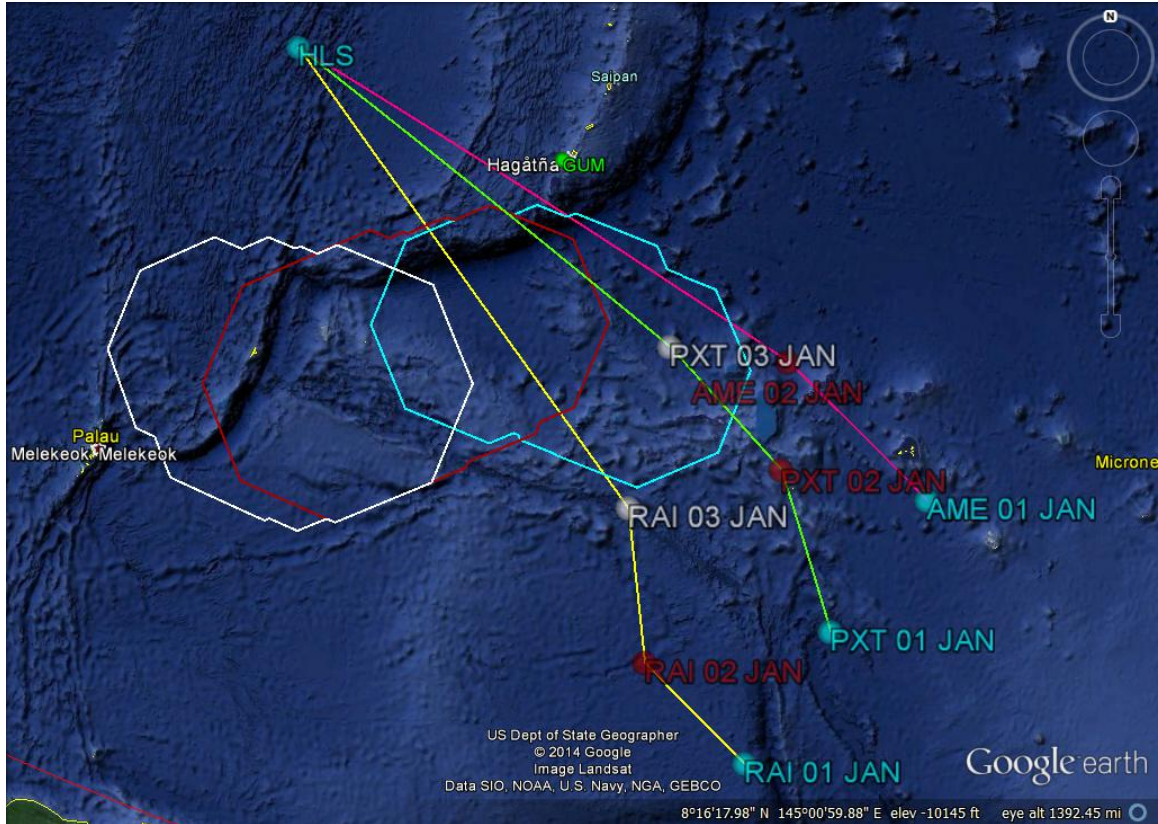 N
HLS
Saipan
Hagåtña GUM
PXT 03 JAN
AME 02 JAN
Palau
Melekeok Melekeok
Microne
PXT 02 JAN
AME 01 JAN
RAI 03 JAN
PXT 01 JAN
RAI 02 JAN
RAI 01 JAN
US Dept of State Geographer
© 2014 Google
Image Landsat
Data SIO, NOAA, U.S. Navy, NGA, GEBCO
Google earth
8°16'17.98" N 145°00'59.88" E elev -10145 ft eye alt 1392.45 mi